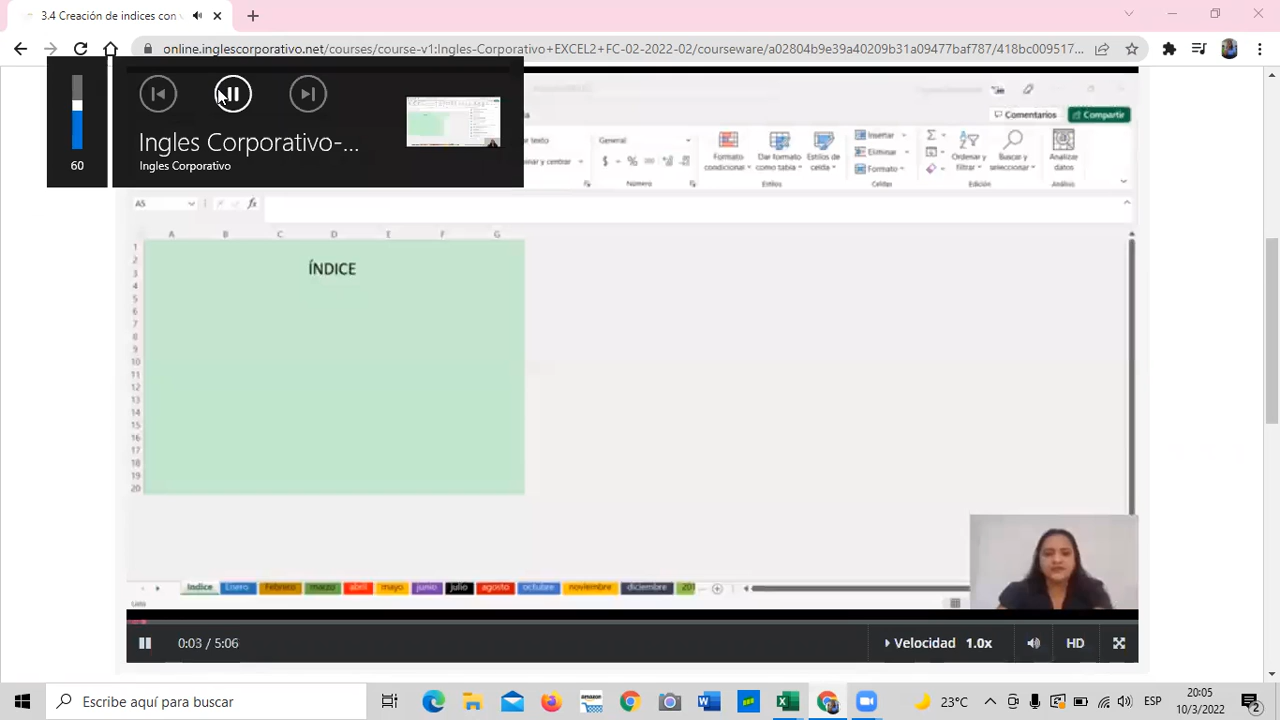 3.4 Creación de índices con
online.inglescorporativo.net/courses/course-v1:Ingles-Corporativo+EXCEL2+FC-02-2022-02/courseware/a02804b9e39a40209b31a09477baf787/418bc009517...
60
Ingles Corporativo-...
Ingles Corporativo
Comentarios
Compartir
General
Insertar
Eliminar
Formato
Formato condicional
Dar formato como tabla
Estilos de celda
Ordenar y filtrar
Buscar y seleccionar
Analizar datos
Número
Estilos
Celdas
Edición
Análisis
A5
fx
A B C D E F G
1
2
3
4
5
6
7
8
9
10
11
12
13
14
15
16
17
18
19
20
ÍNDICE
Indice Enero Febrero marzo abril mayo junio julio agosto octubre noviembre diciembre 201
Listo
0:03 / 5:06
Velocidad 1.0x
HD
Escribe aquí para buscar
amazon
23°C
ESP
20:05
10/3/2022
2